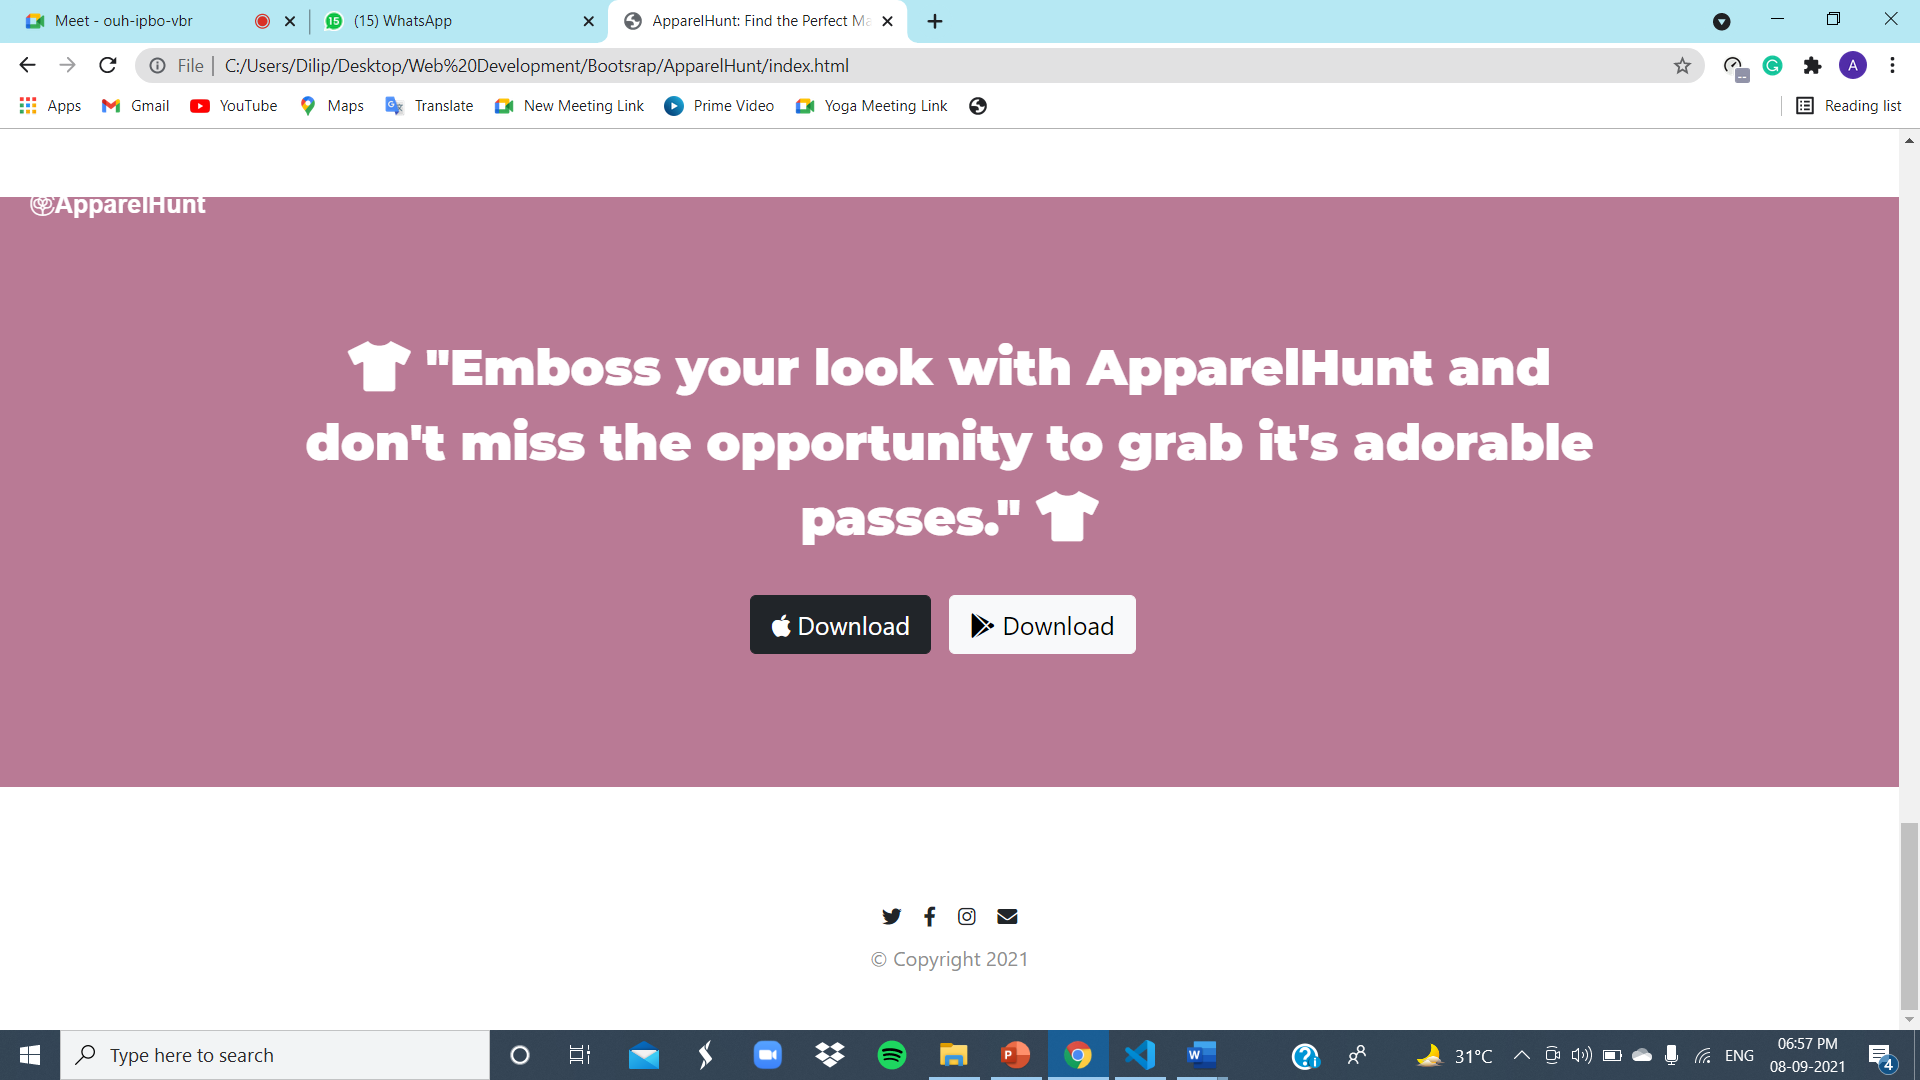 Meet - ouh-ipbo-vbr
15
(15) WhatsApp
ApparelHunt: Find the Perfect Ma
File
C:/Users/Dilip/Desktop/Web%20Development/Bootsrap/ApparelHunt/index.html
A
Apps
Gmail
YouTube
Maps
Translate
New Meeting Link
Prime Video
Yoga Meeting Link
Reading list
ApparelHunt
"Emboss your look with ApparelHunt and
don't miss the opportunity to grab it's adorable
passes."
Download
Download
© Copyright 2021
Type here to search
31°C
ENG
06:57 PM
08-09-2021
4